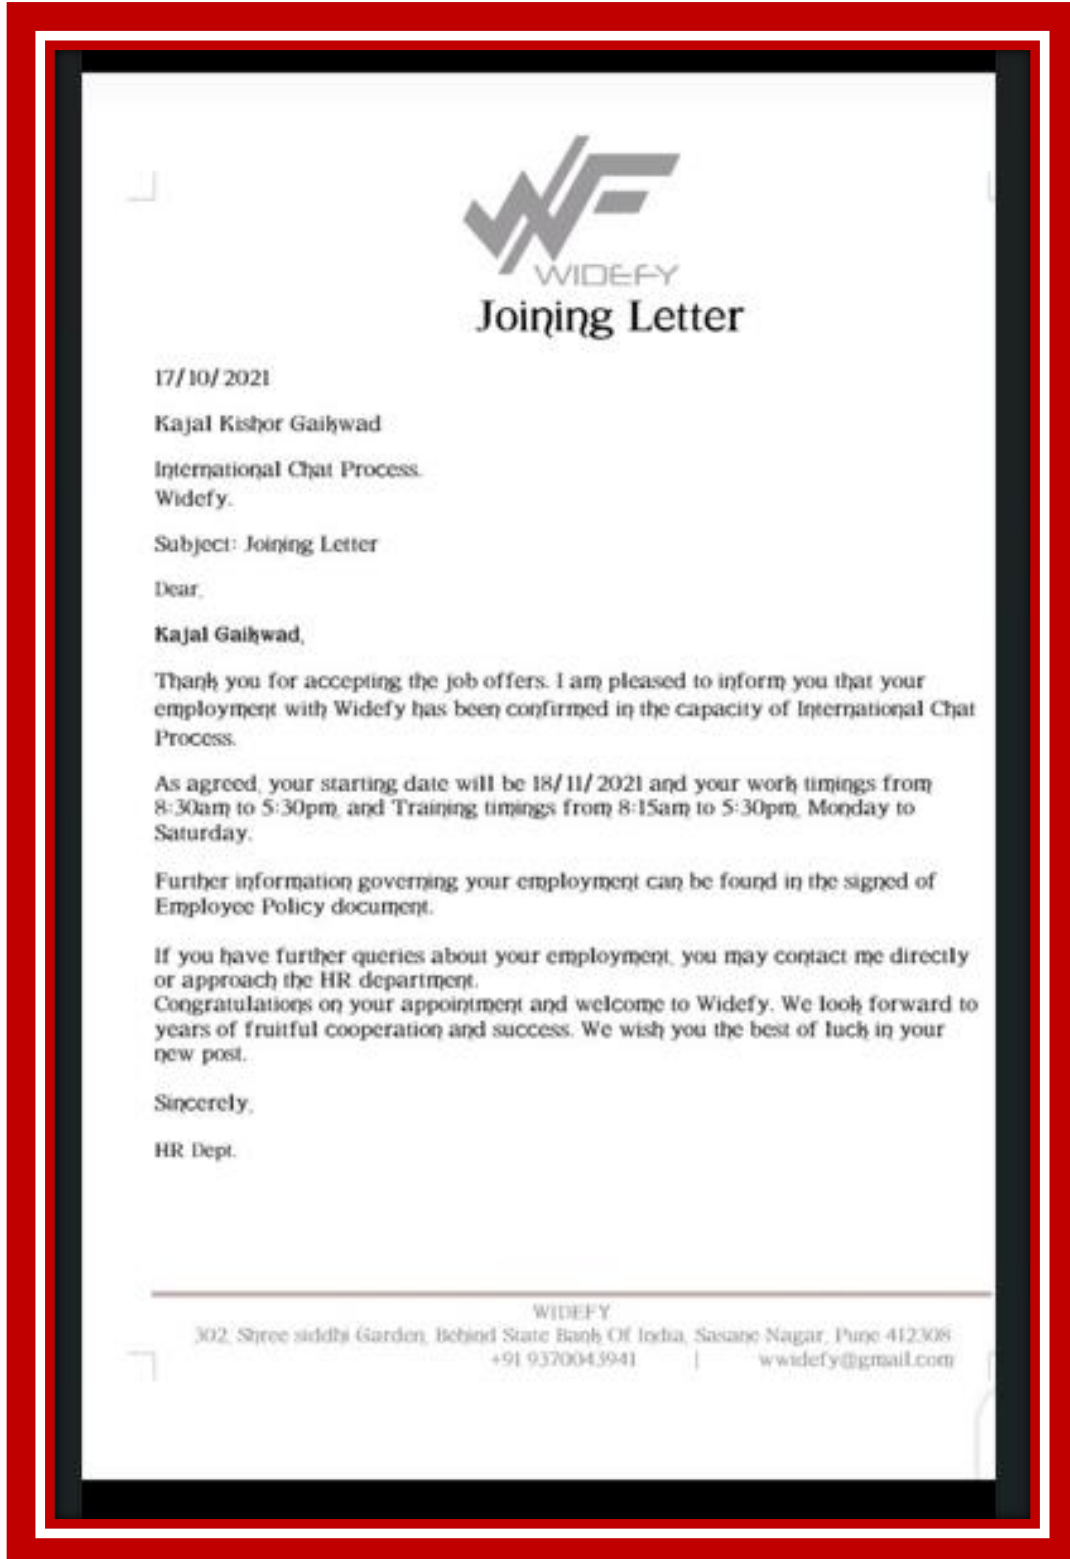 WF
WIDEFY
Joining Letter
17/10/2021
Kajal Kishor Gaikwad
International Chat Process.
Widefy.
Subject: Joining Letter
Dear,
Kajal Gaikwad,
Thank you for accepting the job offers. I am pleased to inform you that your
employment with Widefy has been confirmed in the capacity of International Chat
Process.
As agreed, your starting date will be 18/11/2021 and your work timings from
8:30am to 5:30pm, and Training timings from 8:15am to 5:30pm, Monday to
Saturday.
Further information governing your employment can be found in the signed of
Employee Policy document.
If you have further queries about your employment, you may contact me directly
or approach the HR department.
Congratulations on your appointment and welcome to Widefy. We look forward to
years of fruitful cooperation and success. We wish you the best of luck in your
new post.
Sincerely,
HR Dept.
WIDEFY
302, Shree siddhi Garden, Behind State Bank Of India, Sasane Nagar, Pune 412308
+91 9370043941 | wwidefy@gmail.com